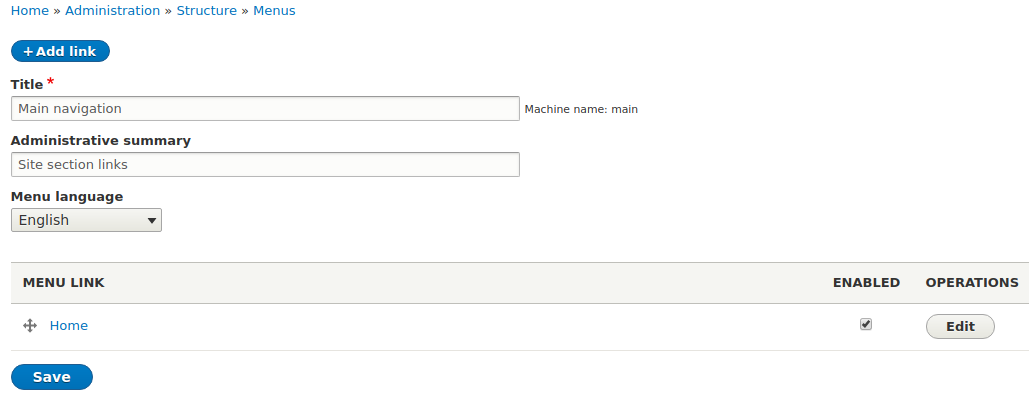 Home » Administration » Structure » Menus
+ Add link
Title *
Main navigation Machine name: main
Administrative summary
Site section links
Menu language
English
MENU LINK ENABLED OPERATIONS
Home Edit
Save